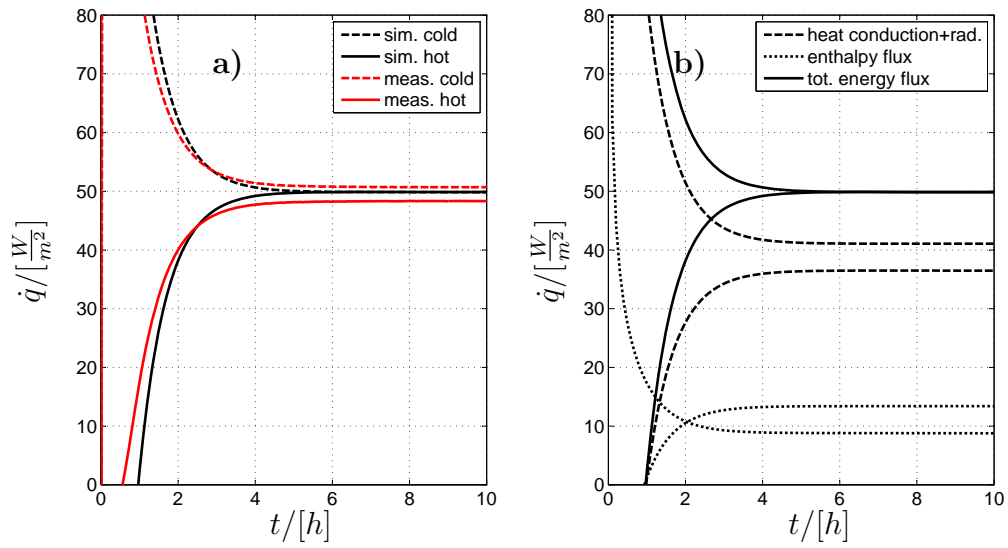 a)
sim. cold
sim. hot
meas. cold
meas. hot
80
70
60
50
40
30
20
10
0
q̇/[W/m²]
0 2 4 6 8 10
t/[h]
b)
heat conduction+rad.
enthalpy flux
tot. energy flux
80
70
60
50
40
30
20
10
0
q̇/[W/m²]
0 2 4 6 8 10
t/[h]